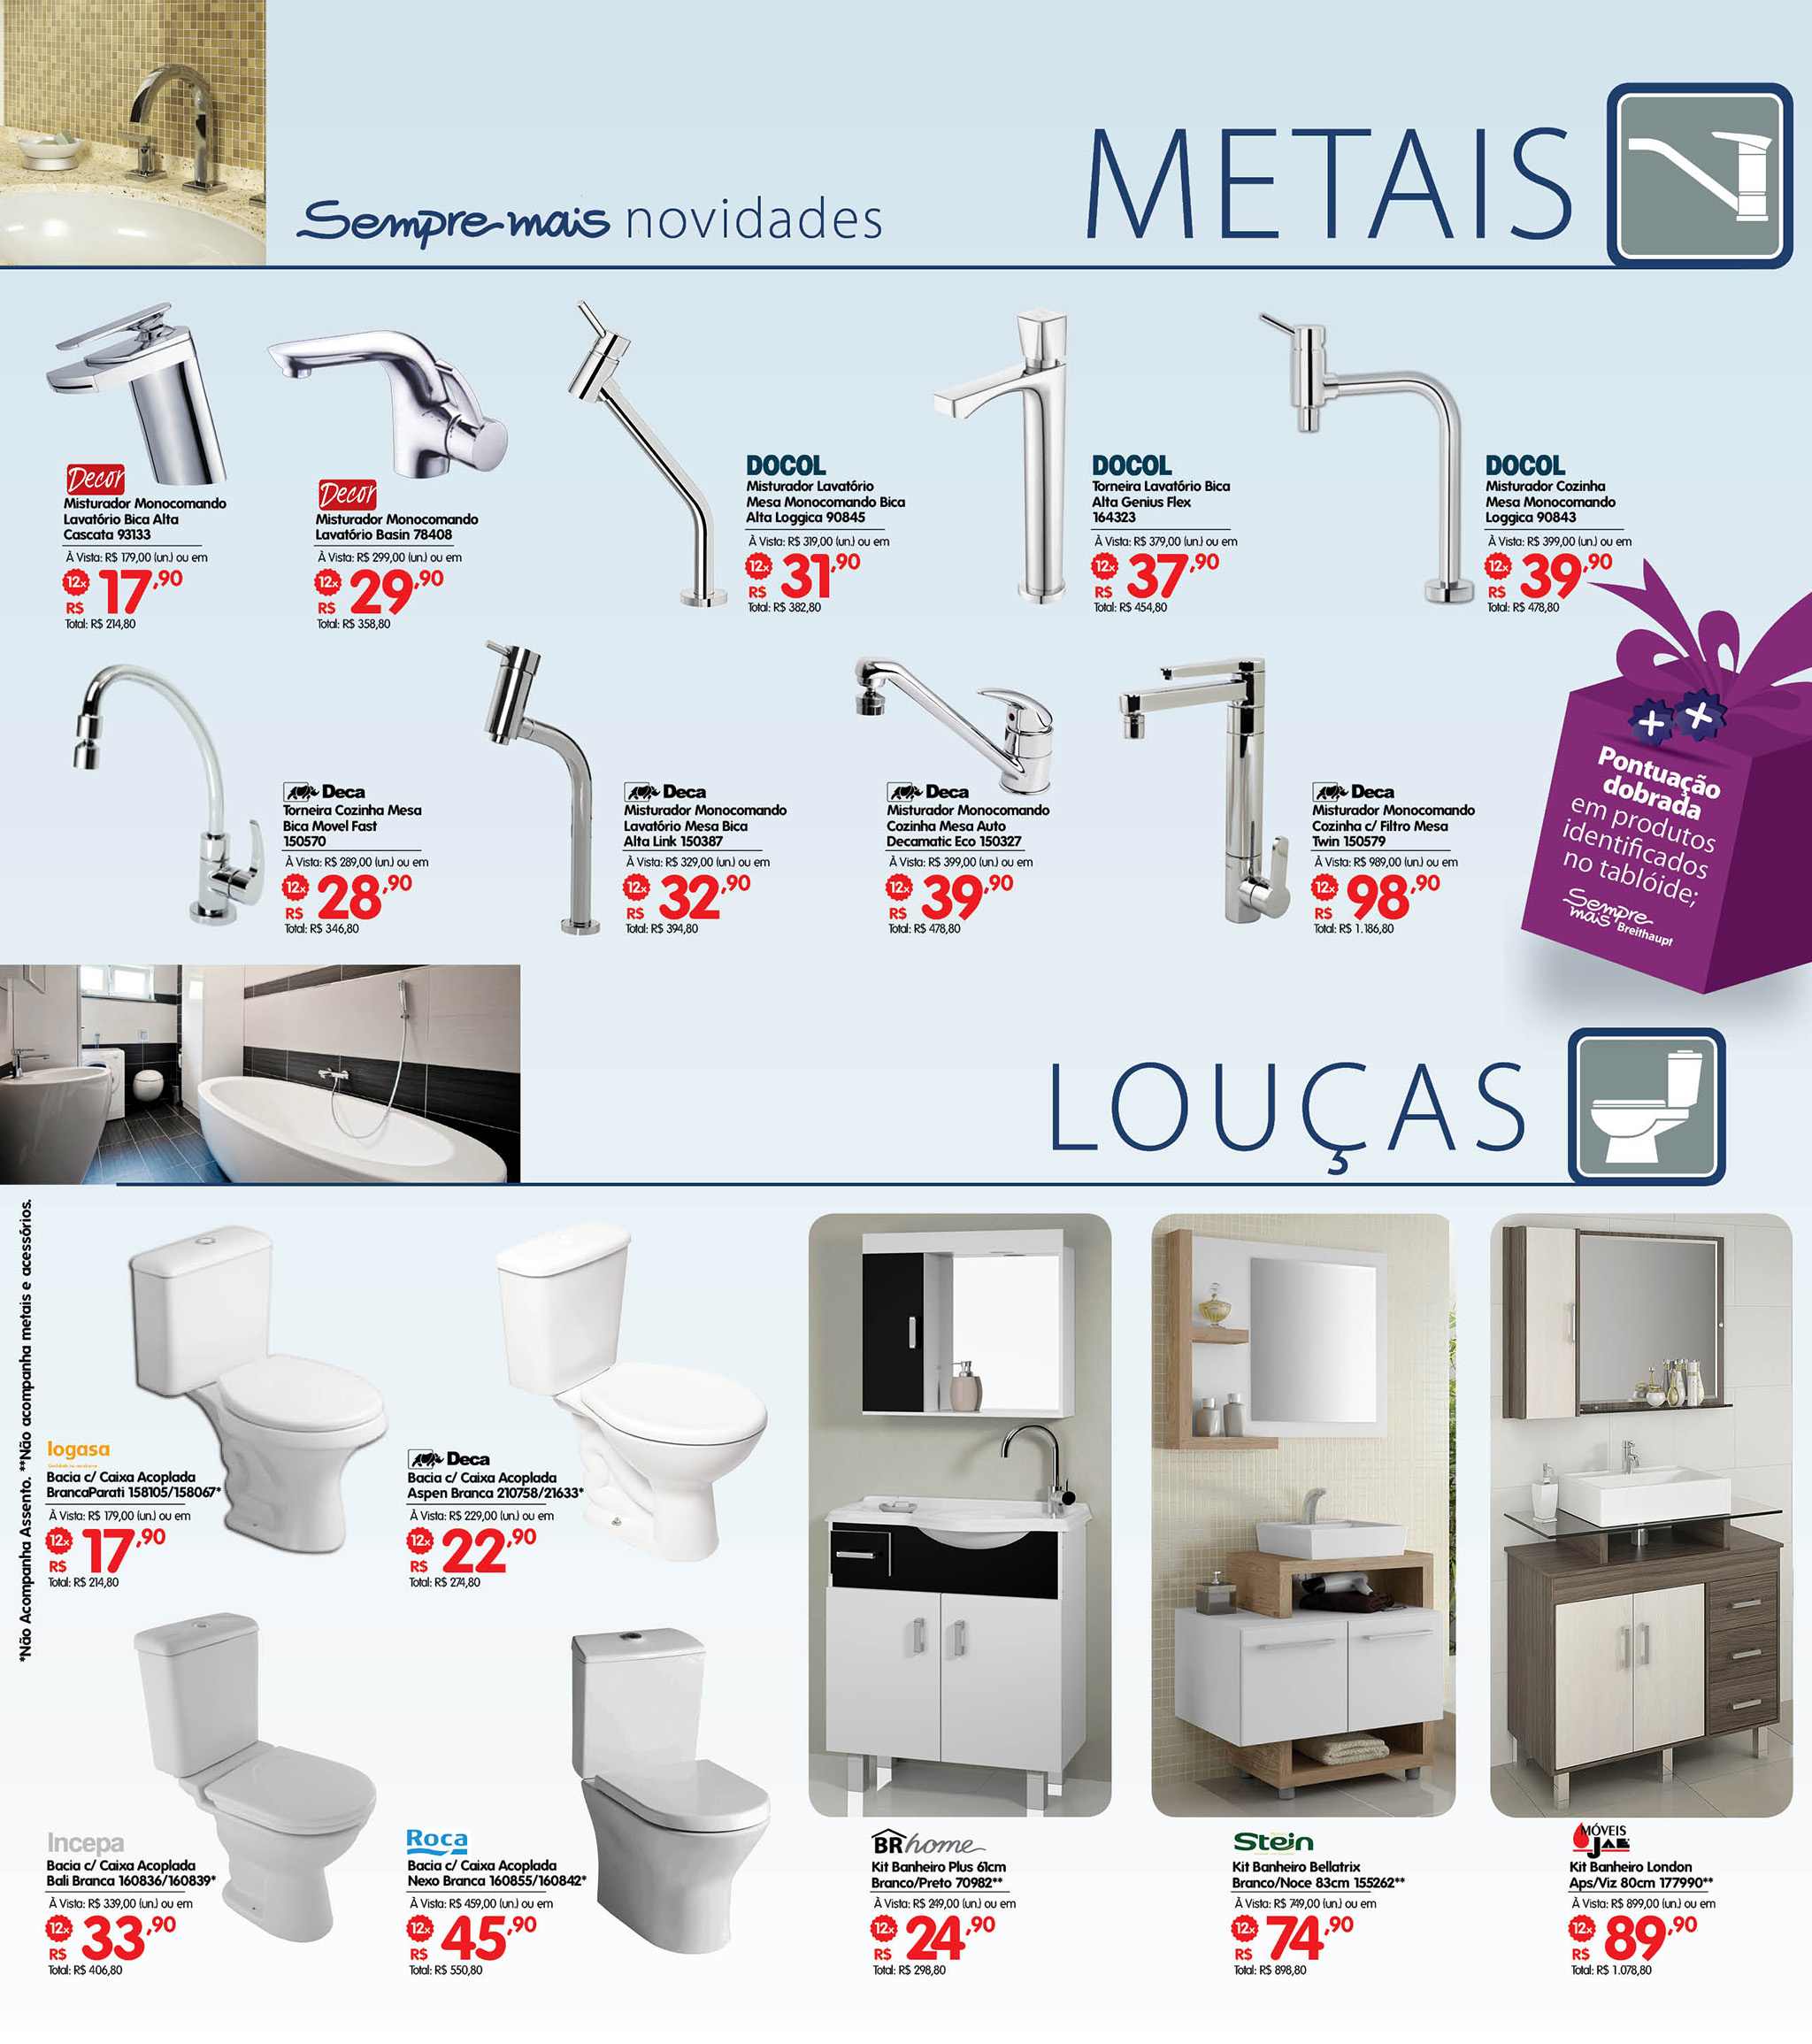 Sempre mais novidades
METAIS
Decor
Misturador Monocomando
Lavatório Bica Alta
Cascata 93133
À Vista: R$ 179,00 (un.) ou em
12x R$ 17,90
Total: R$ 214,80
Decor
Misturador Monocomando
Lavatório Basin 78408
À Vista: R$ 299,00 (un.) ou em
12x R$ 29,90
Total: R$ 358,80
DOCOL
Misturador Lavatório
Mesa Monocomando Bica
Alta Loggica 90845
À Vista: R$ 319,00 (un.) ou em
12x R$ 31,90
Total: R$ 382,80
DOCOL
Torneira Lavatório Bica
Alta Genius Flex
164323
À Vista: R$ 379,00 (un.) ou em
12x R$ 37,90
Total: R$ 454,80
DOCOL
Misturador Cozinha
Mesa Monocomando
Loggica 90843
À Vista: R$ 399,00 (un.) ou em
12x R$ 39,90
Total: R$ 478,80
Deca
Torneira Cozinha Mesa
Bica Movel Fast
150570
À Vista: R$ 289,00 (un.) ou em
12x R$ 28,90
Total: R$ 346,80
Deca
Misturador Monocomando
Lavatório Mesa Bica
Alta Link 150387
À Vista: R$ 329,00 (un.) ou em
12x R$ 32,90
Total: R$ 394,80
Deca
Misturador Monocomando
Cozinha Mesa Auto
Decamatic Eco 150327
À Vista: R$ 399,00 (un.) ou em
12x R$ 39,90
Total: R$ 478,80
Deca
Misturador Monocomando
Cozinha c/ Filtro Mesa
Twin 150579
À Vista: R$ 989,00 (un.) ou em
12x R$ 98,90
Total: R$ 1.186,80
++
Pontuação
dobrada
em produtos
identificados
no tablóide;
Sempre
mais Breithaupt
LOUÇAS
*Não Acompanha Assento. **Não acompanha metais e acessórios.
logasa
Bacia c/ Caixa Acoplada
BrancaParati 158105/158067*
À Vista: R$ 179,00 (un.) ou em
12x R$ 17,90
Total: R$ 214,80
Deca
Bacia c/ Caixa Acoplada
Aspen Branca 210758/21633*
À Vista: R$ 229,00 (un.) ou em
12x R$ 22,90
Total: R$ 274,80
Incepa
Bacia c/ Caixa Acoplada
Bali Branca 160836/160839*
À Vista: R$ 339,00 (un.) ou em
12x R$ 33,90
Total: R$ 406,80
Roca
Bacia c/ Caixa Acoplada
Nexo Branca 160855/160842*
À Vista: R$ 459,00 (un.) ou em
12x R$ 45,90
Total: R$ 550,80
BRhome
Kit Banheiro Plus 61cm
Branco/Preto 70982**
À Vista: R$ 249,00 (un.) ou em
12x R$ 24,90
Total: R$ 298,80
Stein
Kit Banheiro Bellatrix
Branco/Noce 83cm 155262**
À Vista: R$ 749,00 (un.) ou em
12x R$ 74,90
Total: R$ 898,80
MÓVEIS
JAE
Kit Banheiro London
Aps/Viz 80cm 177990**
À Vista: R$ 899,00 (un.) ou em
12x R$ 89,90
Total: R$ 1.078,80